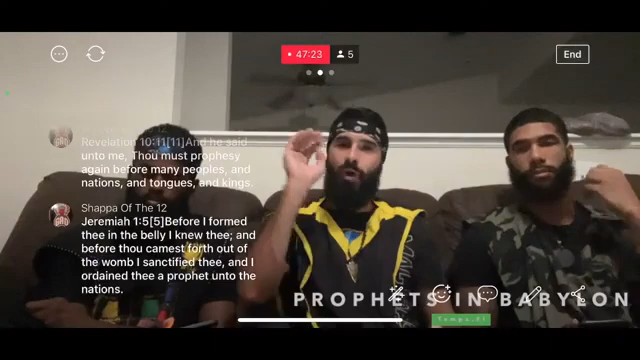 47:23
5
End
Revelation 10:11[11]And he said
unto me, Thou must prophesy
again before many peoples, and
nations, and tongues, and kings.
Shappa Of The 12
Jeremiah 1:5[5]Before I formed
thee in the belly I knew thee; and
before thou camest forth out of
the womb I sanctified thee, and I
ordained thee a prophet unto the
nations.
PROPHETS IN BABYLON